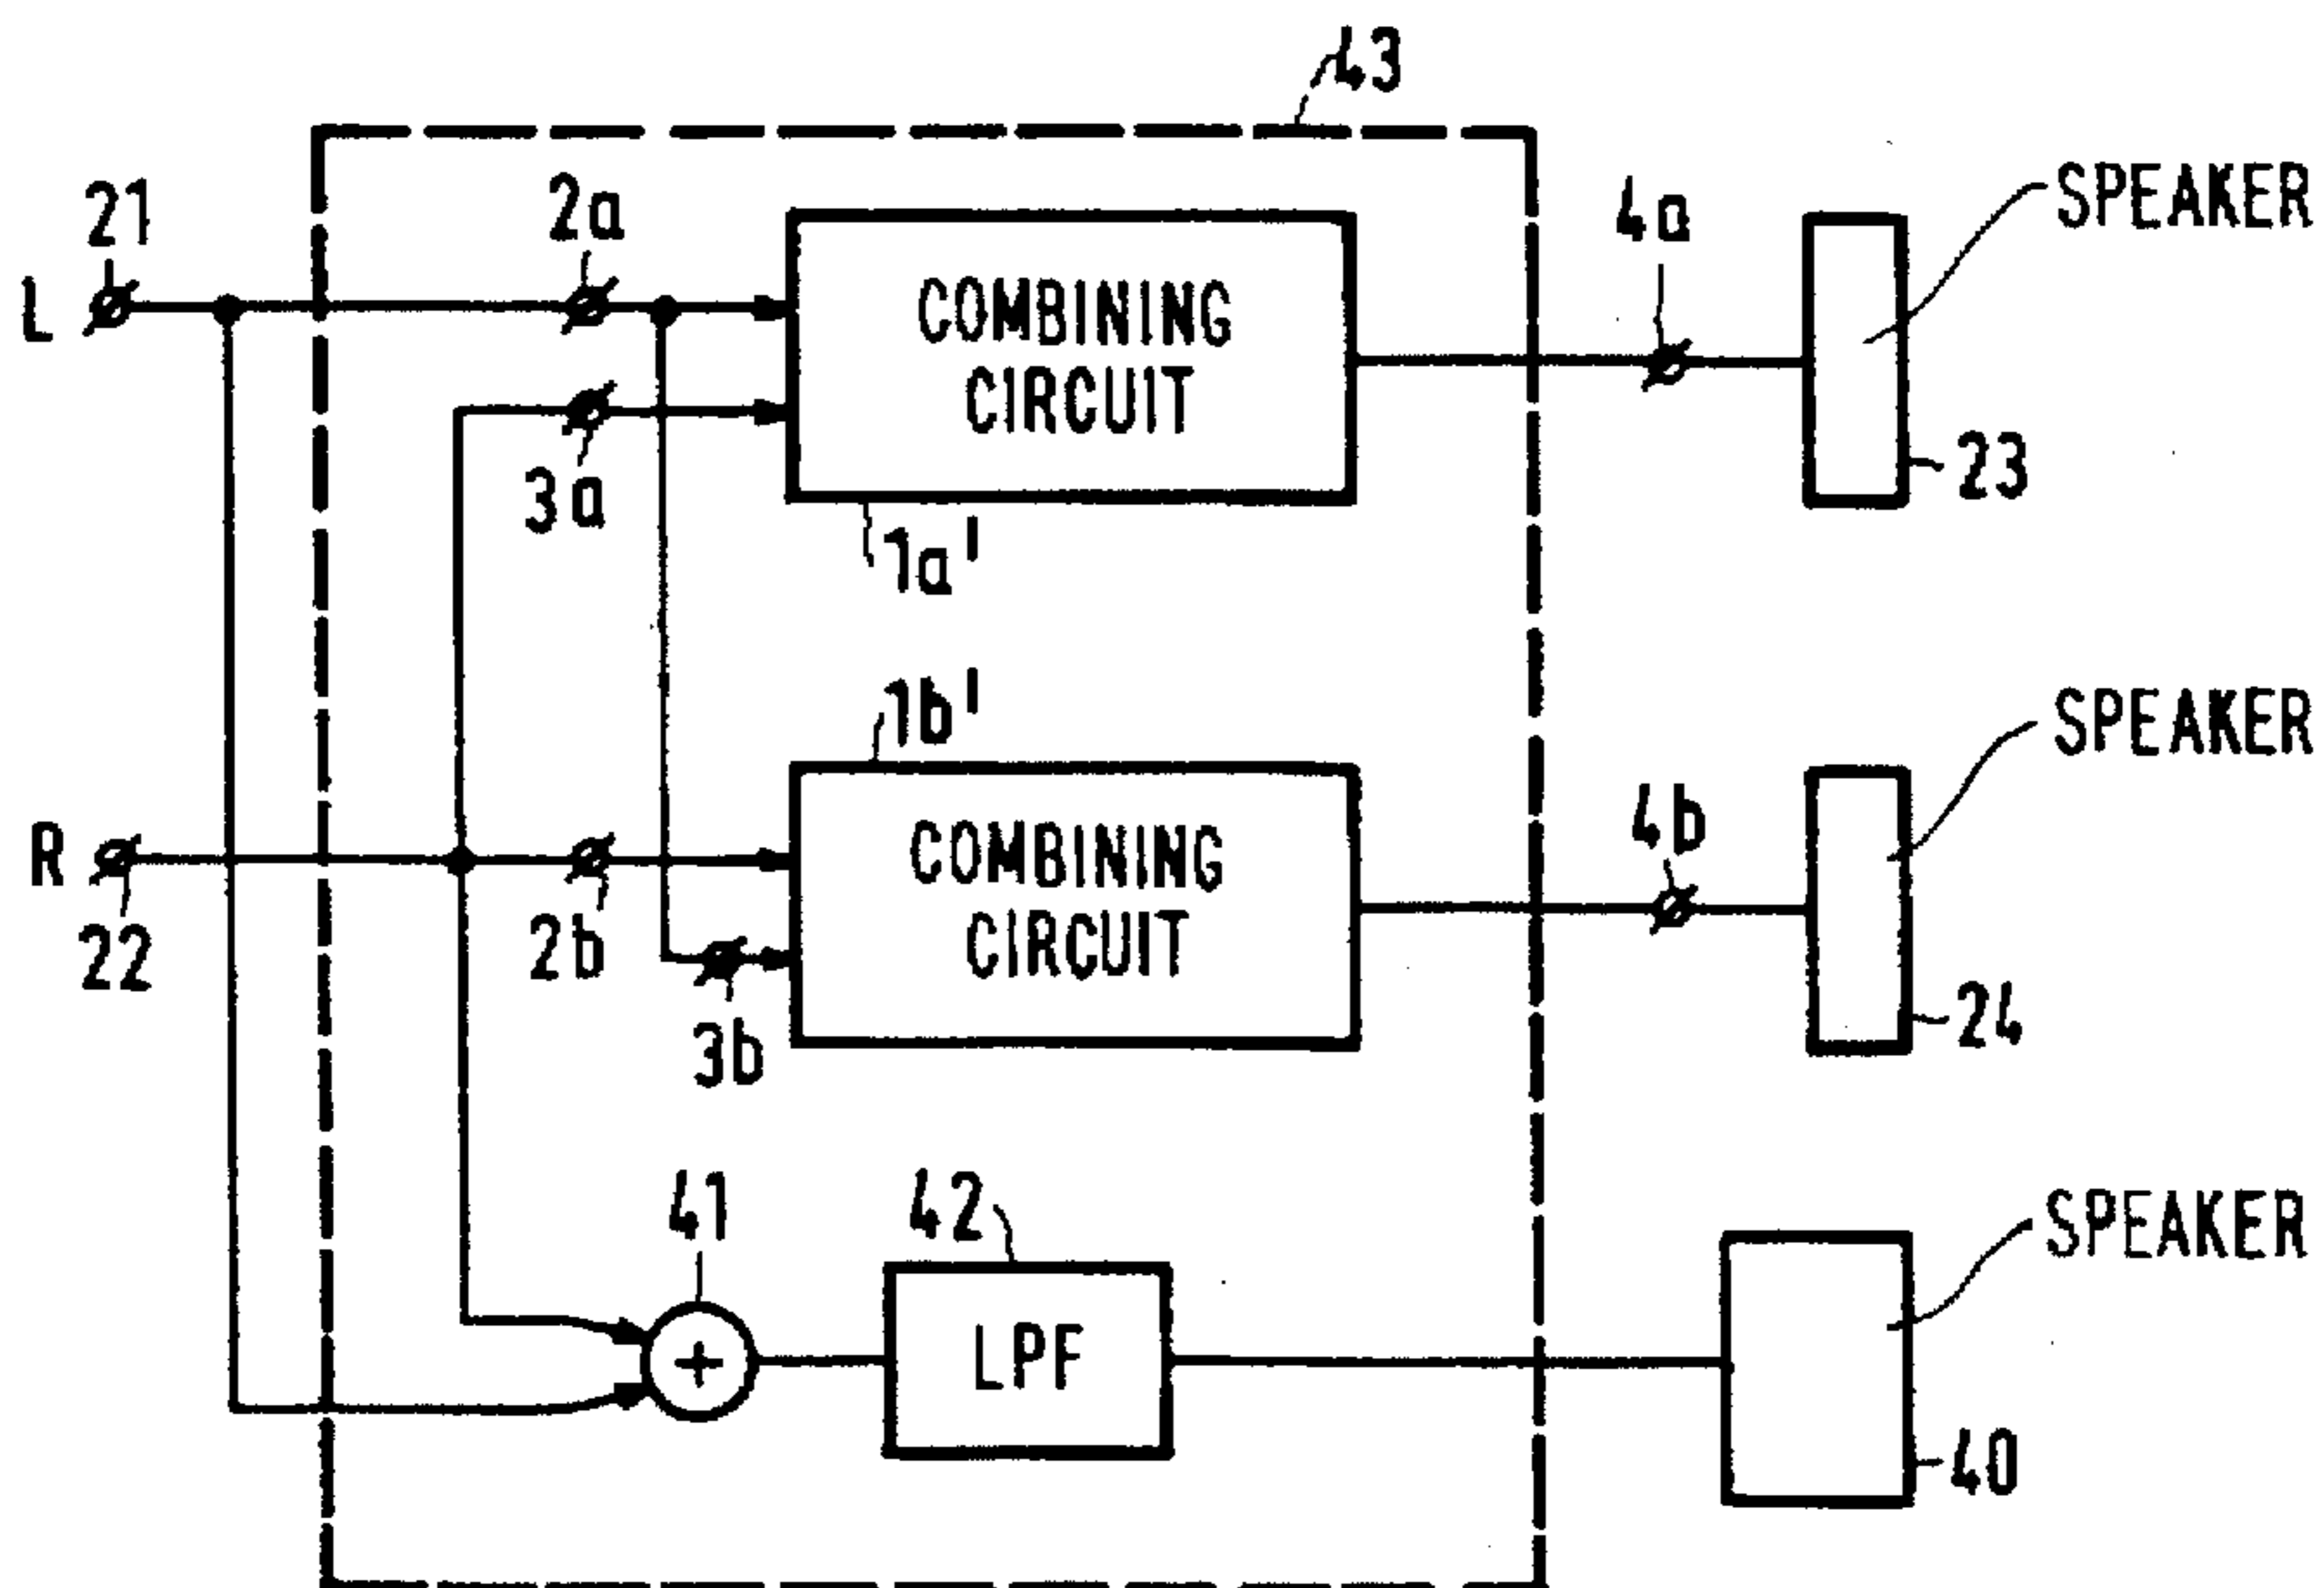 43
21
2a
4a
SPEAKER
L
COMBINING
CIRCUIT
3a
23
1a'
1b'
SPEAKER
R
COMBINING
CIRCUIT
4b
22
2b
3b
24
41
42
SPEAKER
+
LPF
40